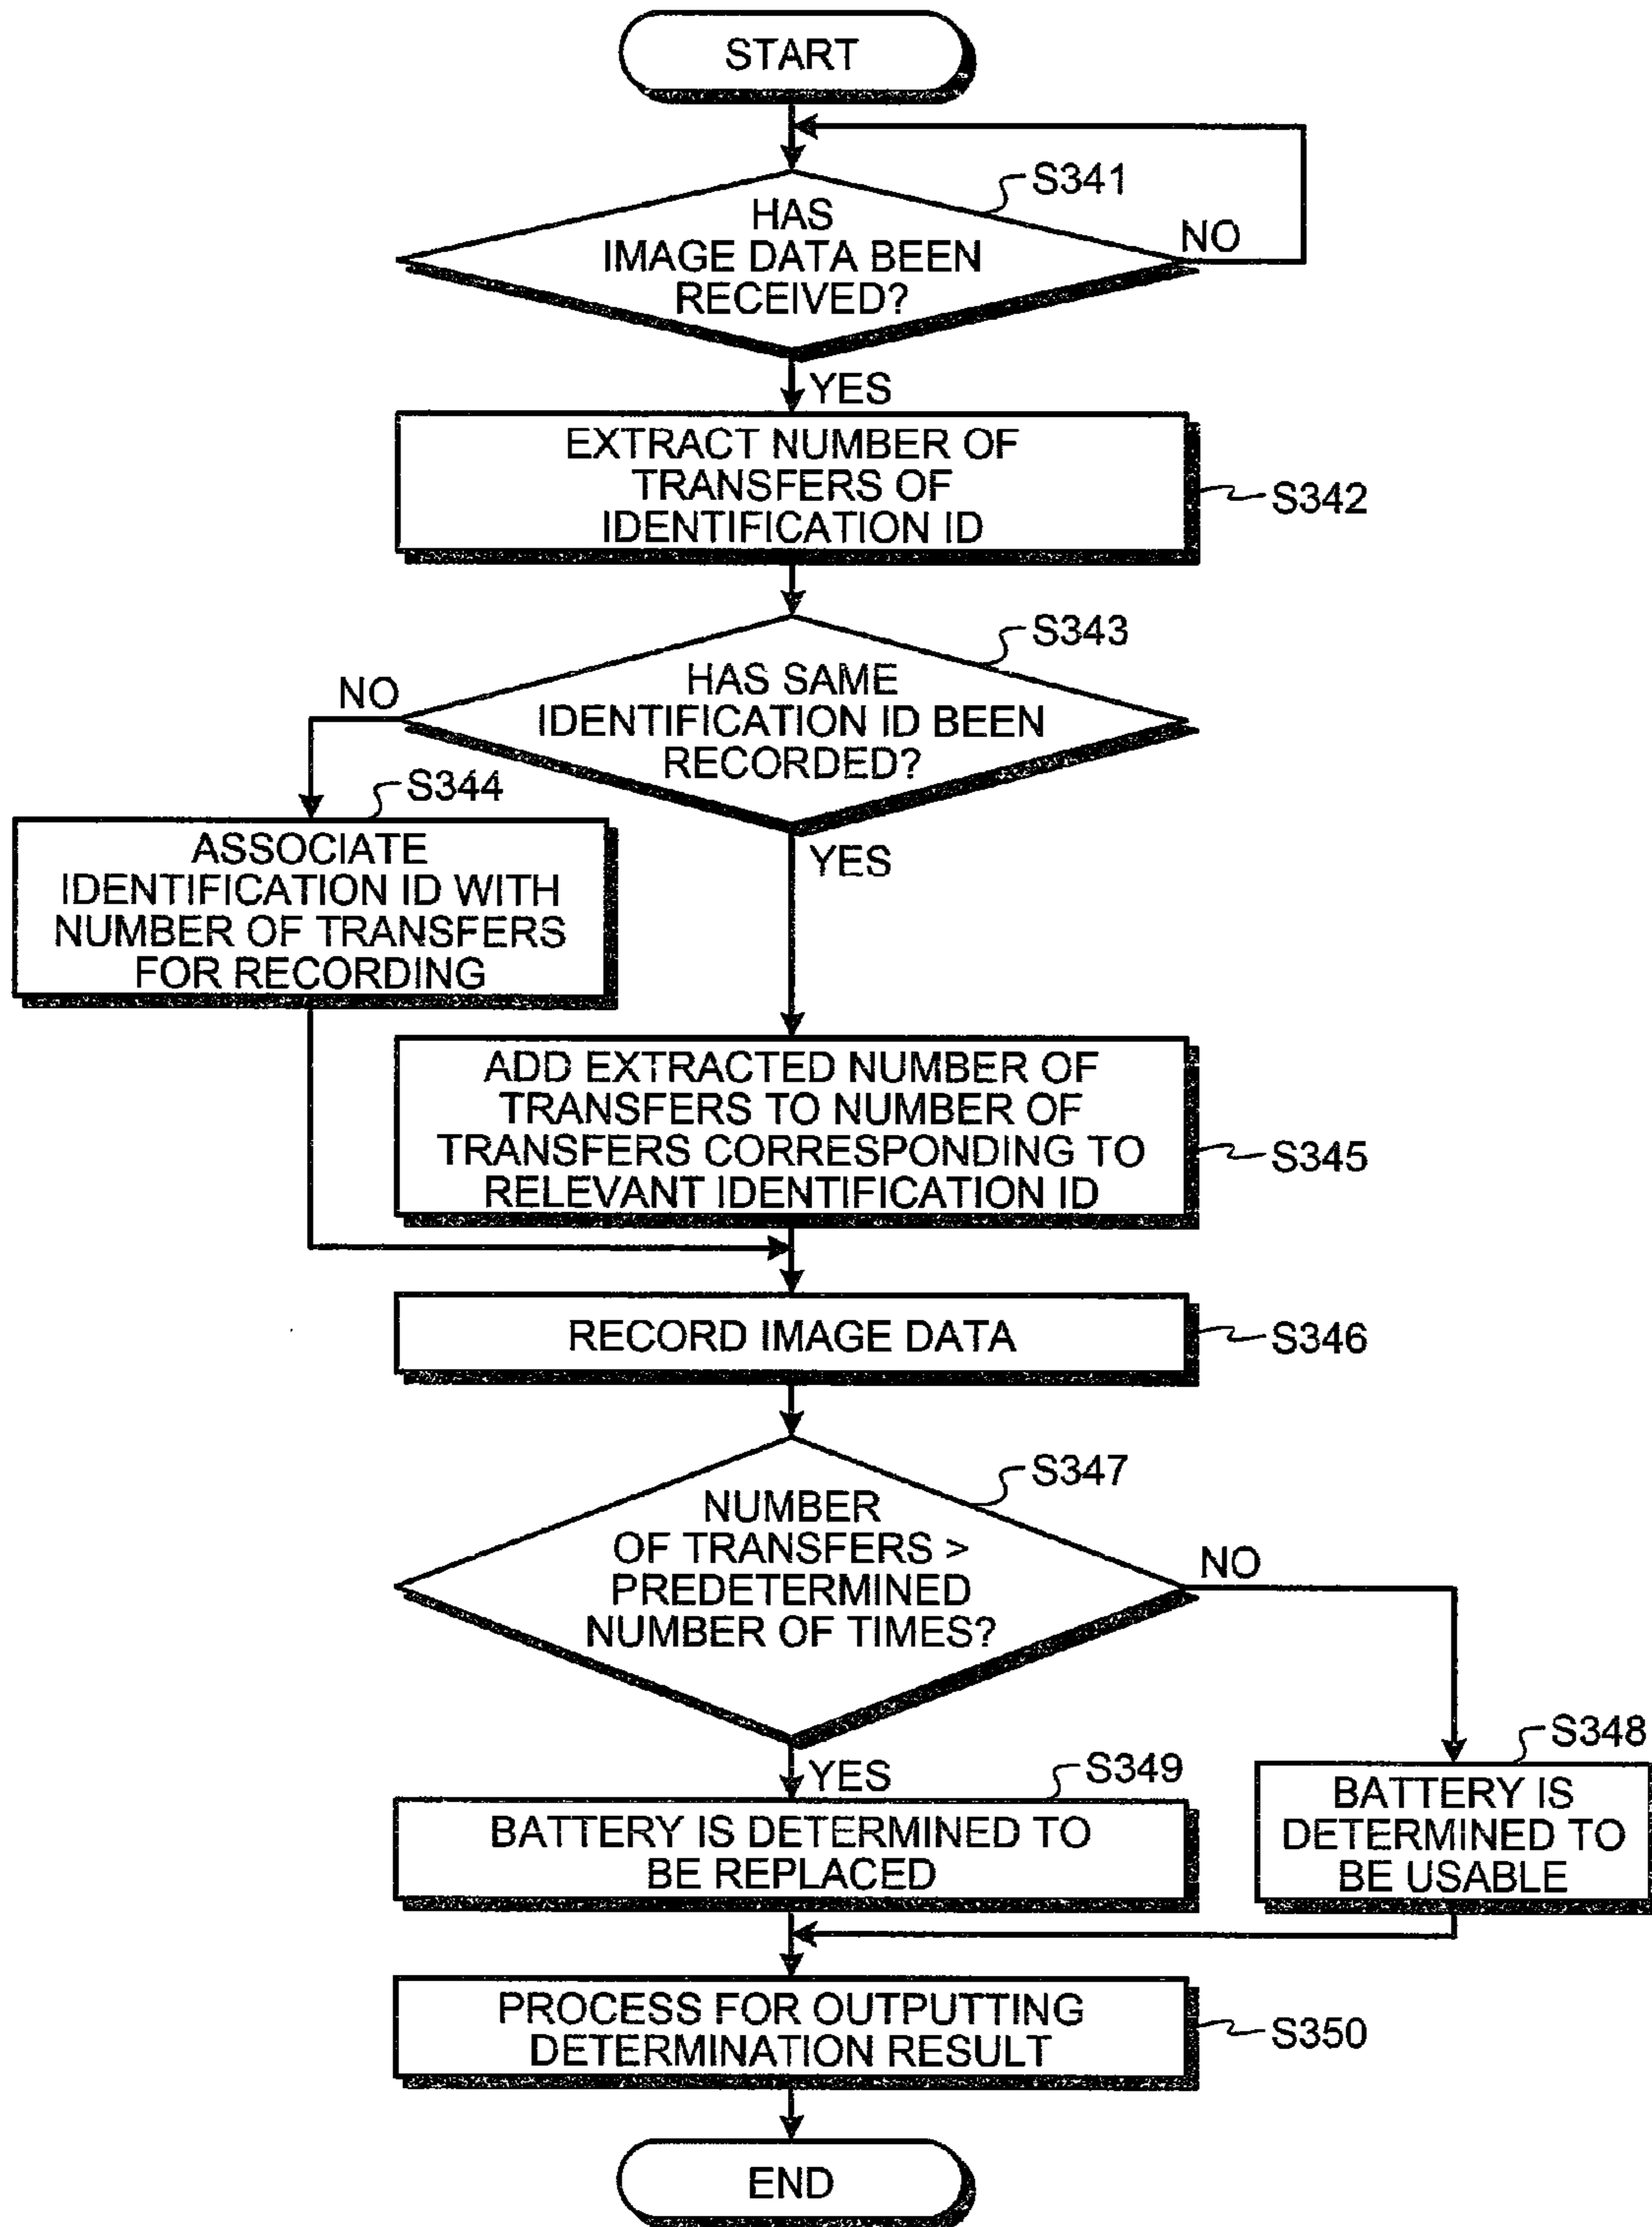 START
S341
HAS
IMAGE DATA BEEN
RECEIVED?
NO
YES
EXTRACT NUMBER OF
TRANSFERS OF
IDENTIFICATION ID
S342
S343
HAS SAME
IDENTIFICATION ID BEEN
RECORDED?
NO
YES
S344
ASSOCIATE
IDENTIFICATION ID WITH
NUMBER OF TRANSFERS
FOR RECORDING
ADD EXTRACTED NUMBER OF
TRANSFERS TO NUMBER OF
TRANSFERS CORRESPONDING TO
RELEVANT IDENTIFICATION ID
S345
RECORD IMAGE DATA
S346
S347
NUMBER
OF TRANSFERS >
PREDETERMINED
NUMBER OF TIMES?
NO
YES
S349
BATTERY IS DETERMINED TO
BE REPLACED
S348
BATTERY IS
DETERMINED TO
BE USABLE
PROCESS FOR OUTPUTTING
DETERMINATION RESULT
S350
END